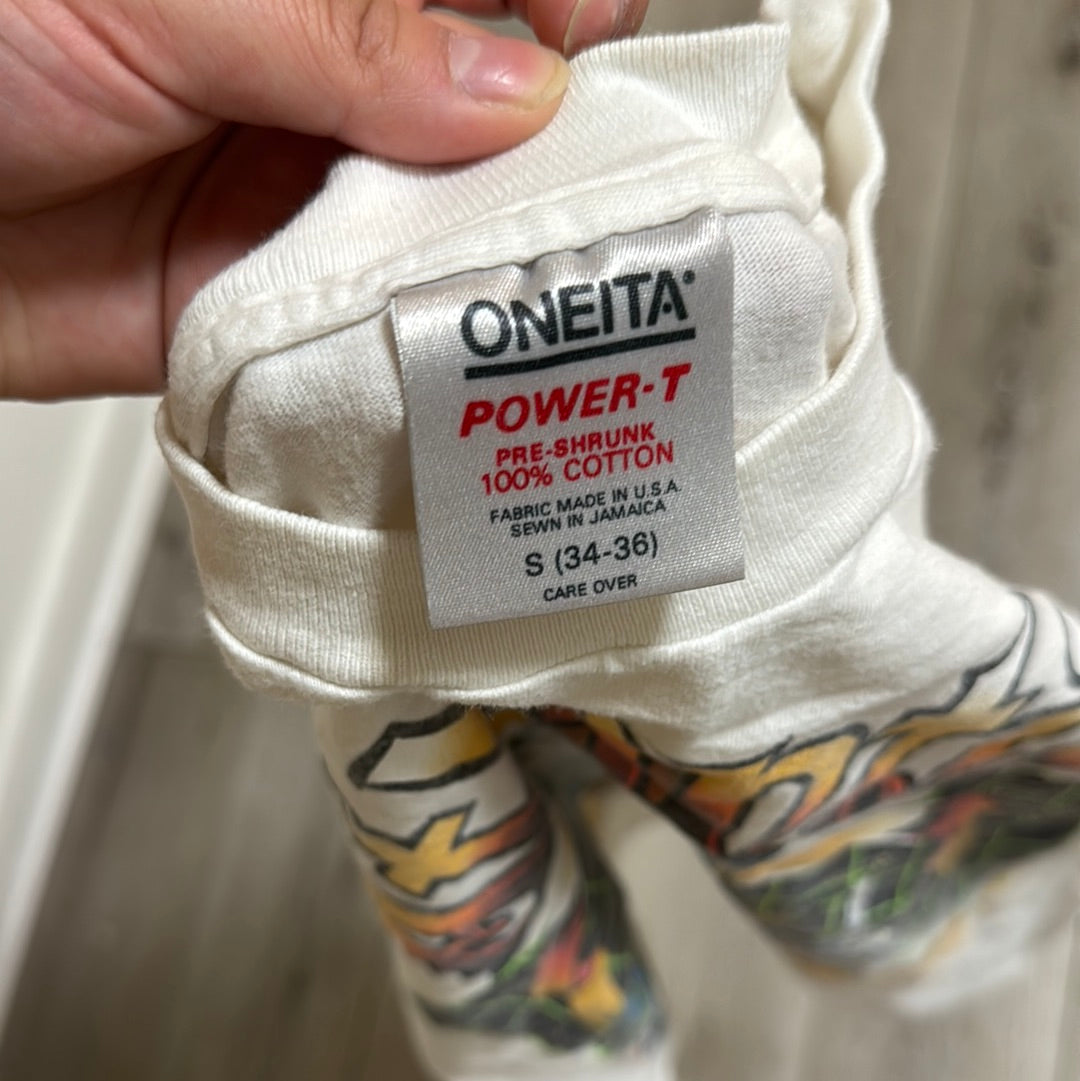 ONEITA®
POWER-T
PRE-SHRUNK
100% COTTON
FABRIC MADE IN U.S.A.
SEWN IN JAMAICA
S (34-36)
CARE OVER